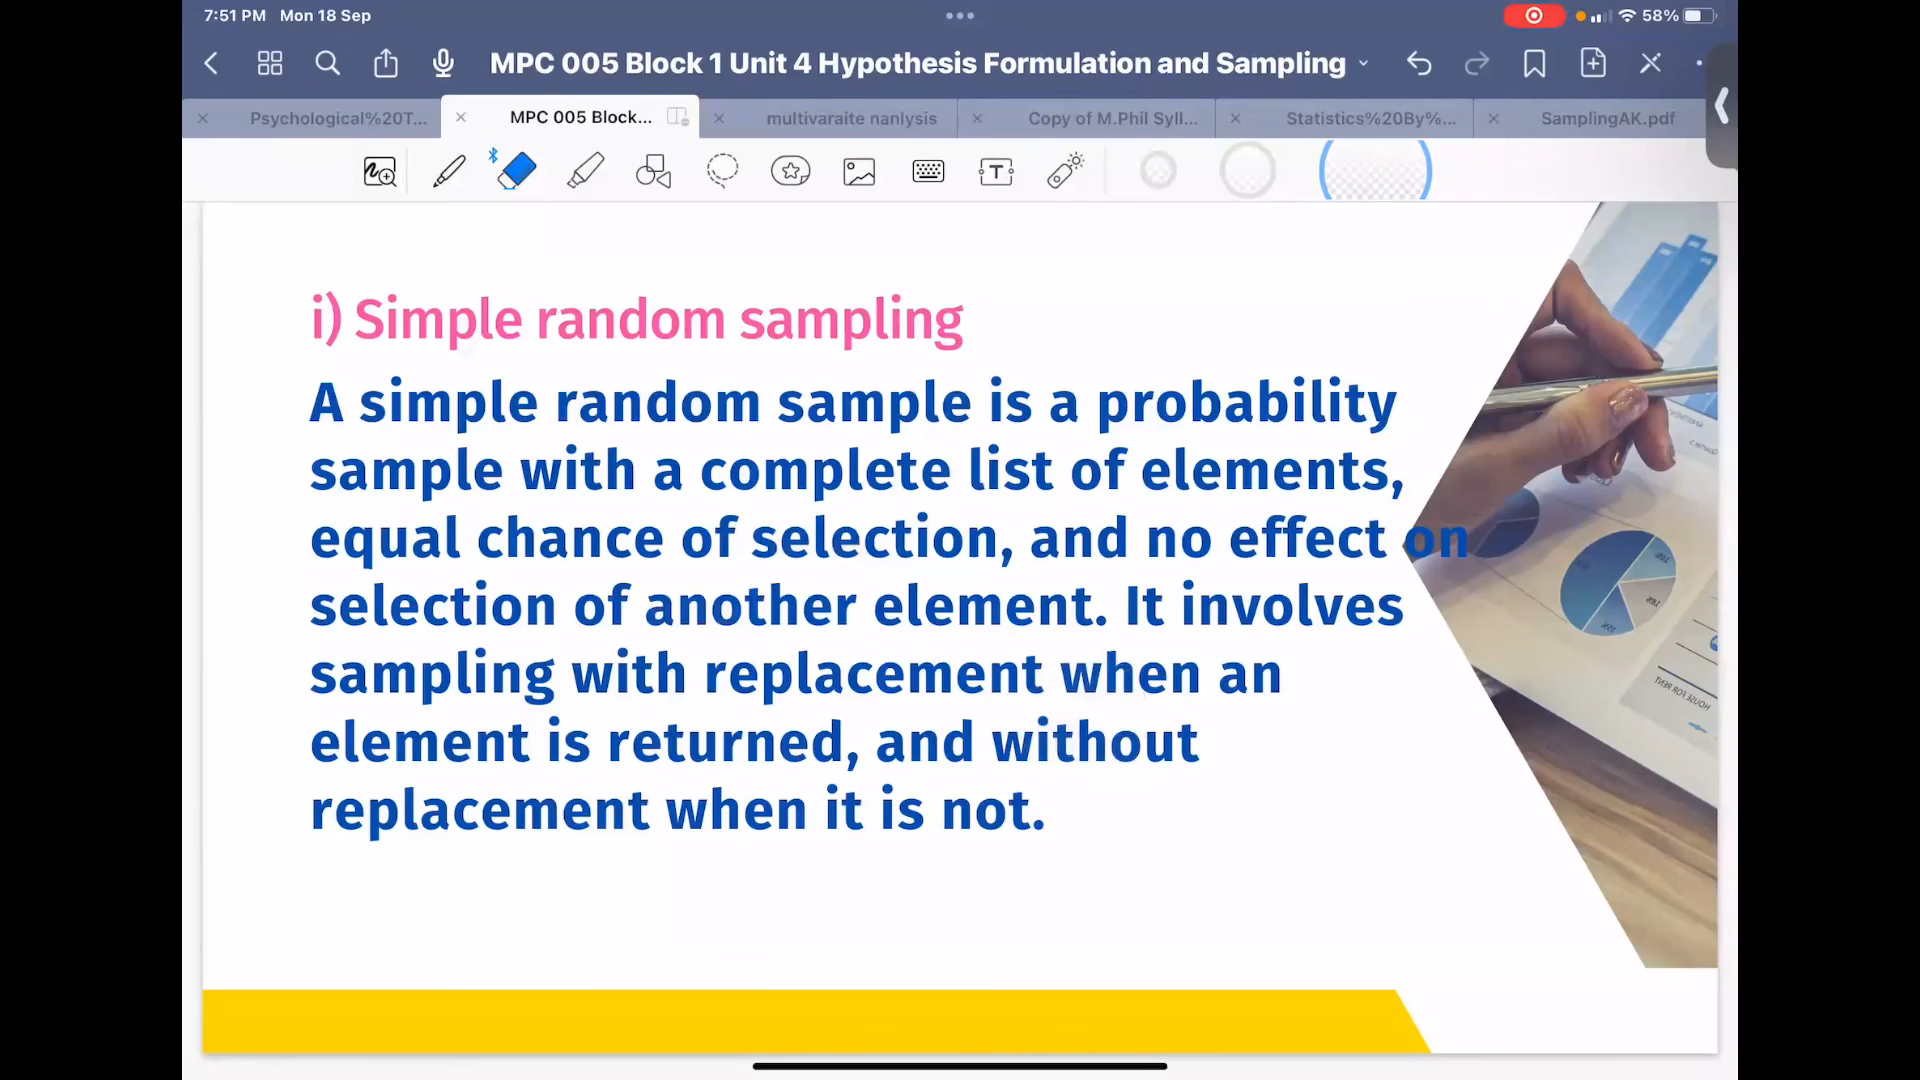 7:51 PM Mon 18 Sep
58%
MPC 005 Block 1 Unit 4 Hypothesis Formulation and Sampling
Psychological%20T...
MPC 005 Block...
multivaraite nanlysis
Copy of M.Phil Syll...
Statistics%20By%...
SamplingAK.pdf
i) Simple random sampling
A simple random sample is a probability
sample with a complete list of elements,
equal chance of selection, and no effect on
selection of another element. It involves
sampling with replacement when an
element is returned, and without
replacement when it is not.
HOUSE FOR RENT